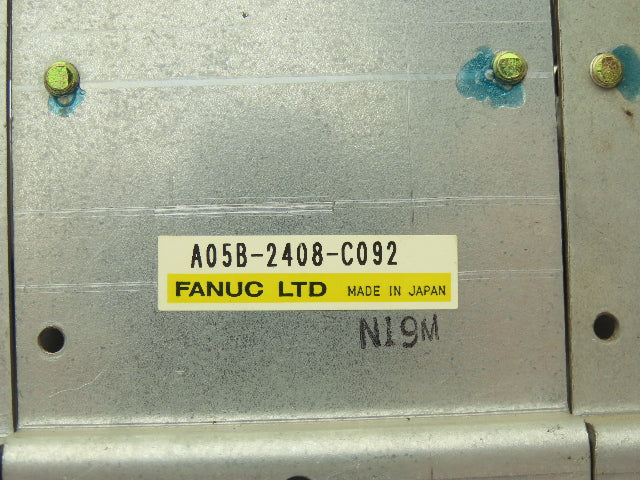 A05B-2408-C092
FANUC LTD MADE IN JAPAN
N19M